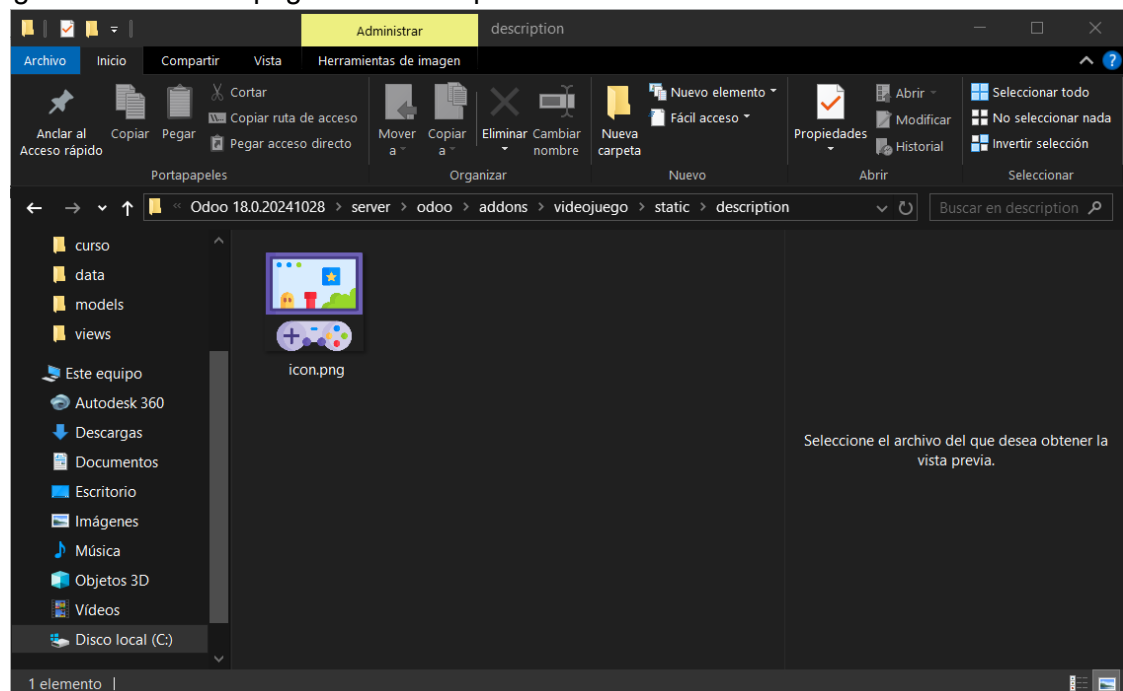 Administrar
description
Archivo
Inicio
Compartir
Vista
Herramientas de imagen
Anclar al
Acceso rápido
Copiar
Pegar
Cortar
Copiar ruta de acceso
Pegar acceso directo
Portapapeles
Mover
a
Copiar
a
Eliminar
Cambiar
nombre
Organizar
Nueva
carpeta
Nuevo elemento
Fácil acceso
Nuevo
Propiedades
Abrir
Modificar
Historial
Abrir
Seleccionar todo
No seleccionar nada
Invertir selección
Seleccionar
« Odoo 18.0.20241028 > server > odoo > addons > videojuego > static > description
Buscar en description
curso
data
models
views
Este equipo
Autodesk 360
Descargas
Documentos
Escritorio
Imágenes
Música
Objetos 3D
Vídeos
Disco local (C:)
icon.png
Seleccione el archivo del que desea obtener la
vista previa.
1 elemento